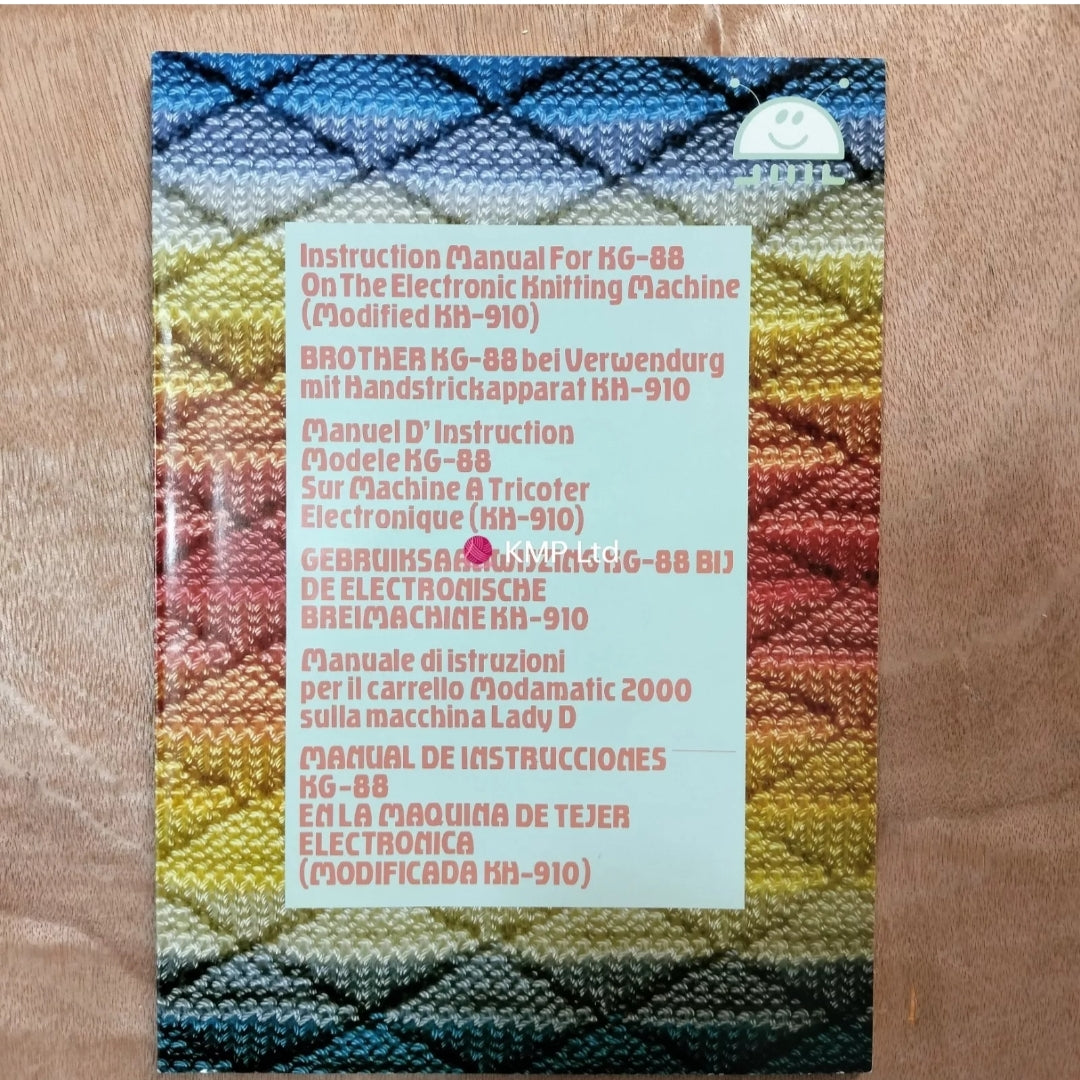 Instruction Manual For KG-88
On The Electronic Knitting Machine
(Modified KH-910)
BROTHER KG-88 bei Verwendurg
mit Handstrickapparat KH-910
Manuel D' Instruction
Modele KG-88
Sur Machine A Tricoter
Electronique (KH-910)
KMP Ltd
GEBRUIKSAANWIJZING KG-88 BIJ
DE ELECTRONISCHE
BREIMACHINE KH-910
Manuale di istruzioni
per il carrello Modamatic 2000
sulla macchina Lady D
MANUAL DE INSTRUCCIONES
KG-88
EN LA MAQUINA DE TEJER
ELECTRONICA
(MODIFICADA KH-910)